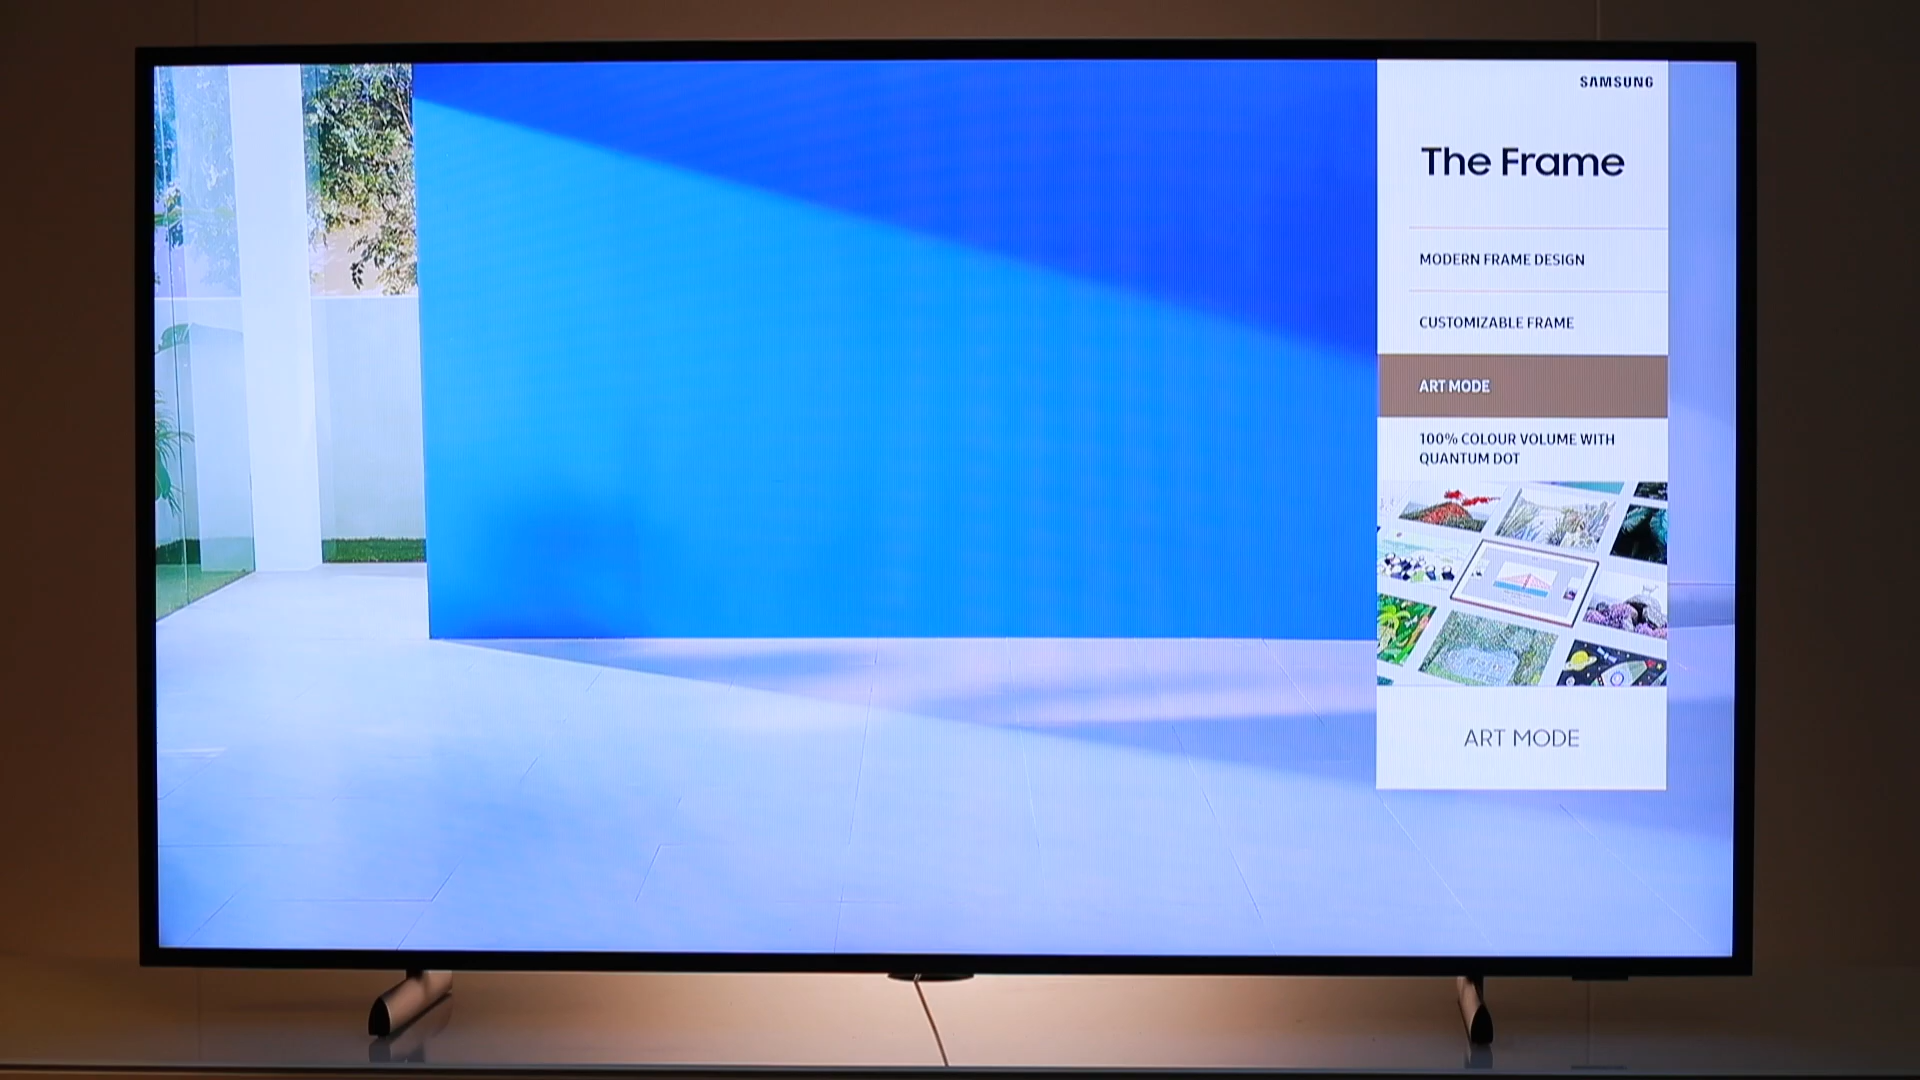 SAMSUNG
The Frame
MODERN FRAME DESIGN
CUSTOMIZABLE FRAME
ART MODE
100% COLOUR VOLUME WITH
QUANTUM DOT
ART MODE